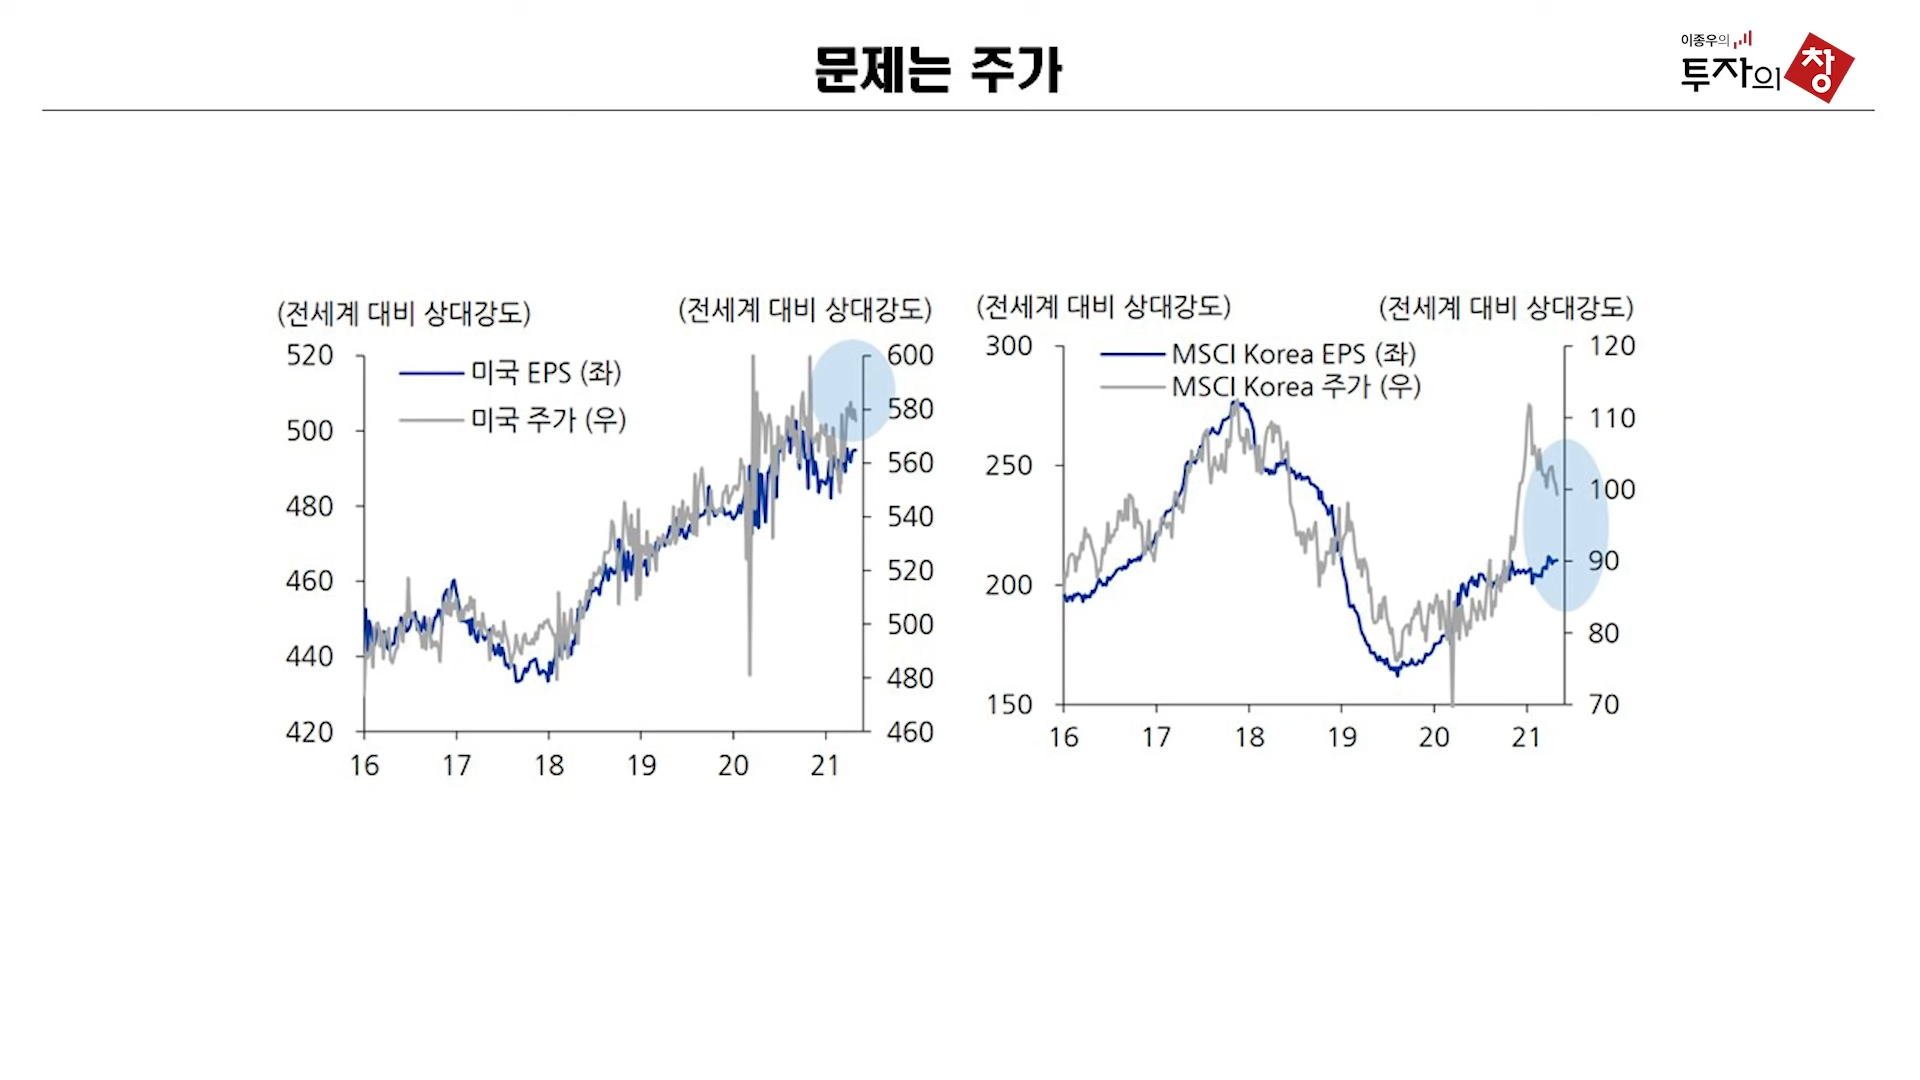 문제는 주가
이종우의
투자의 창
(전세계 대비 상대강도)
(전세계 대비 상대강도)
미국 EPS (좌)
미국 주가 (우)
520
500
480
460
440
420
600
580
560
540
520
500
480
460
16 17 18 19 20 21
(전세계 대비 상대강도)
(전세계 대비 상대강도)
MSCI Korea EPS (좌)
MSCI Korea 주가 (우)
300
250
200
150
120
110
100
90
80
70
16 17 18 19 20 21